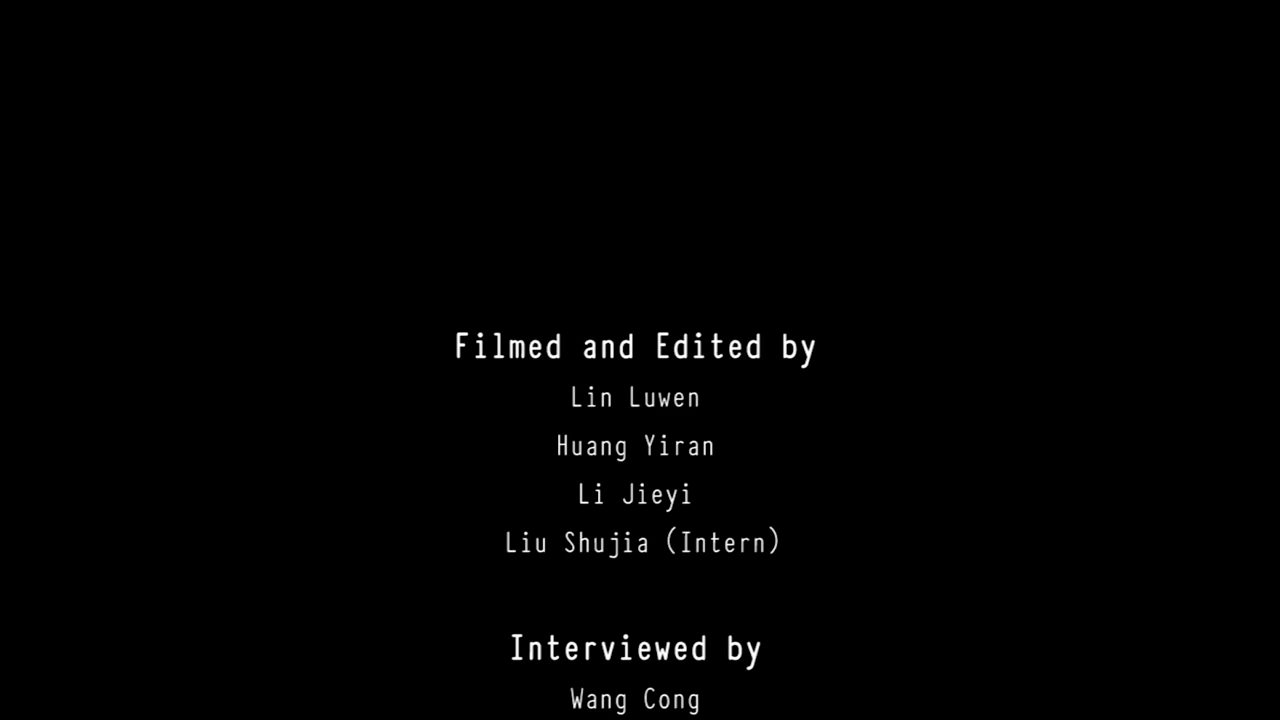 Filmed and Edited by
Lin Luwen
Huang Yiran
Li Jieyi
Liu Shujia (Intern)
Interviewed by
Wang Cong